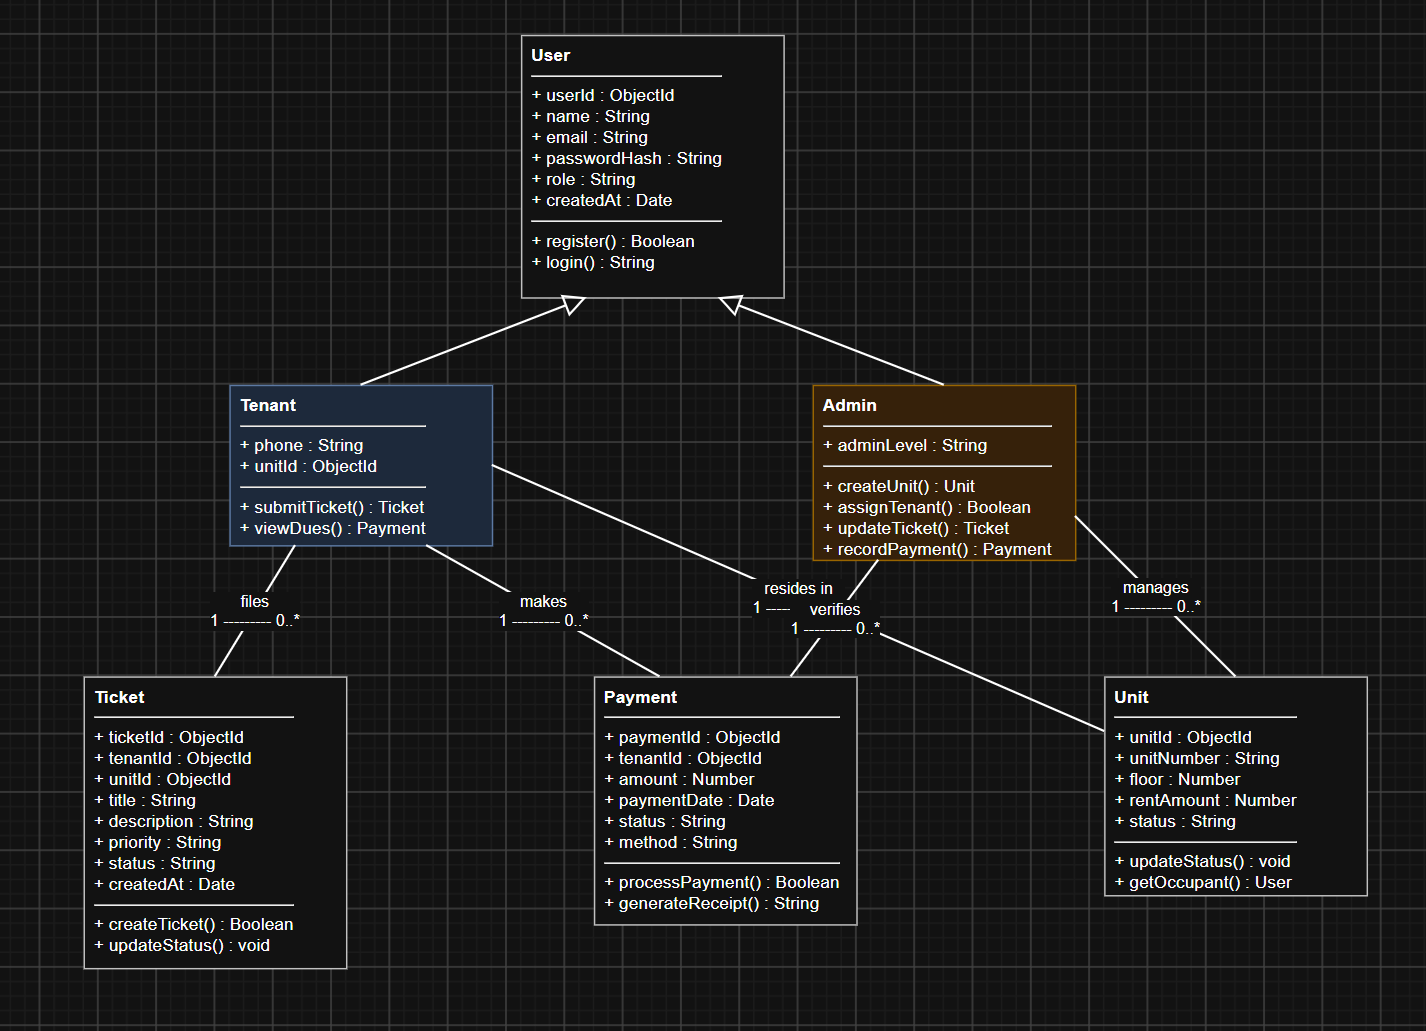 User
+ userId : ObjectId
+ name : String
+ email : String
+ passwordHash : String
+ role : String
+ createdAt : Date
+ register() : Boolean
+ login() : String
Tenant
+ phone : String
+ unitId : ObjectId
+ submitTicket() : Ticket
+ viewDues() : Payment
Admin
+ adminLevel : String
+ createUnit() : Unit
+ assignTenant() : Boolean
+ updateTicket() : Ticket
+ recordPayment() : Payment
files
1 --------- 0..*
makes
1 --------- 0..*
resides in
1 -----
verifies
1 --------- 0..*
manages
1 --------- 0..*
Ticket
+ ticketId : ObjectId
+ tenantId : ObjectId
+ unitId : ObjectId
+ title : String
+ description : String
+ priority : String
+ status : String
+ createdAt : Date
+ createTicket() : Boolean
+ updateStatus() : void
Payment
+ paymentId : ObjectId
+ tenantId : ObjectId
+ amount : Number
+ paymentDate : Date
+ status : String
+ method : String
+ processPayment() : Boolean
+ generateReceipt() : String
Unit
+ unitId : ObjectId
+ unitNumber : String
+ floor : Number
+ rentAmount : Number
+ status : String
+ updateStatus() : void
+ getOccupant() : User